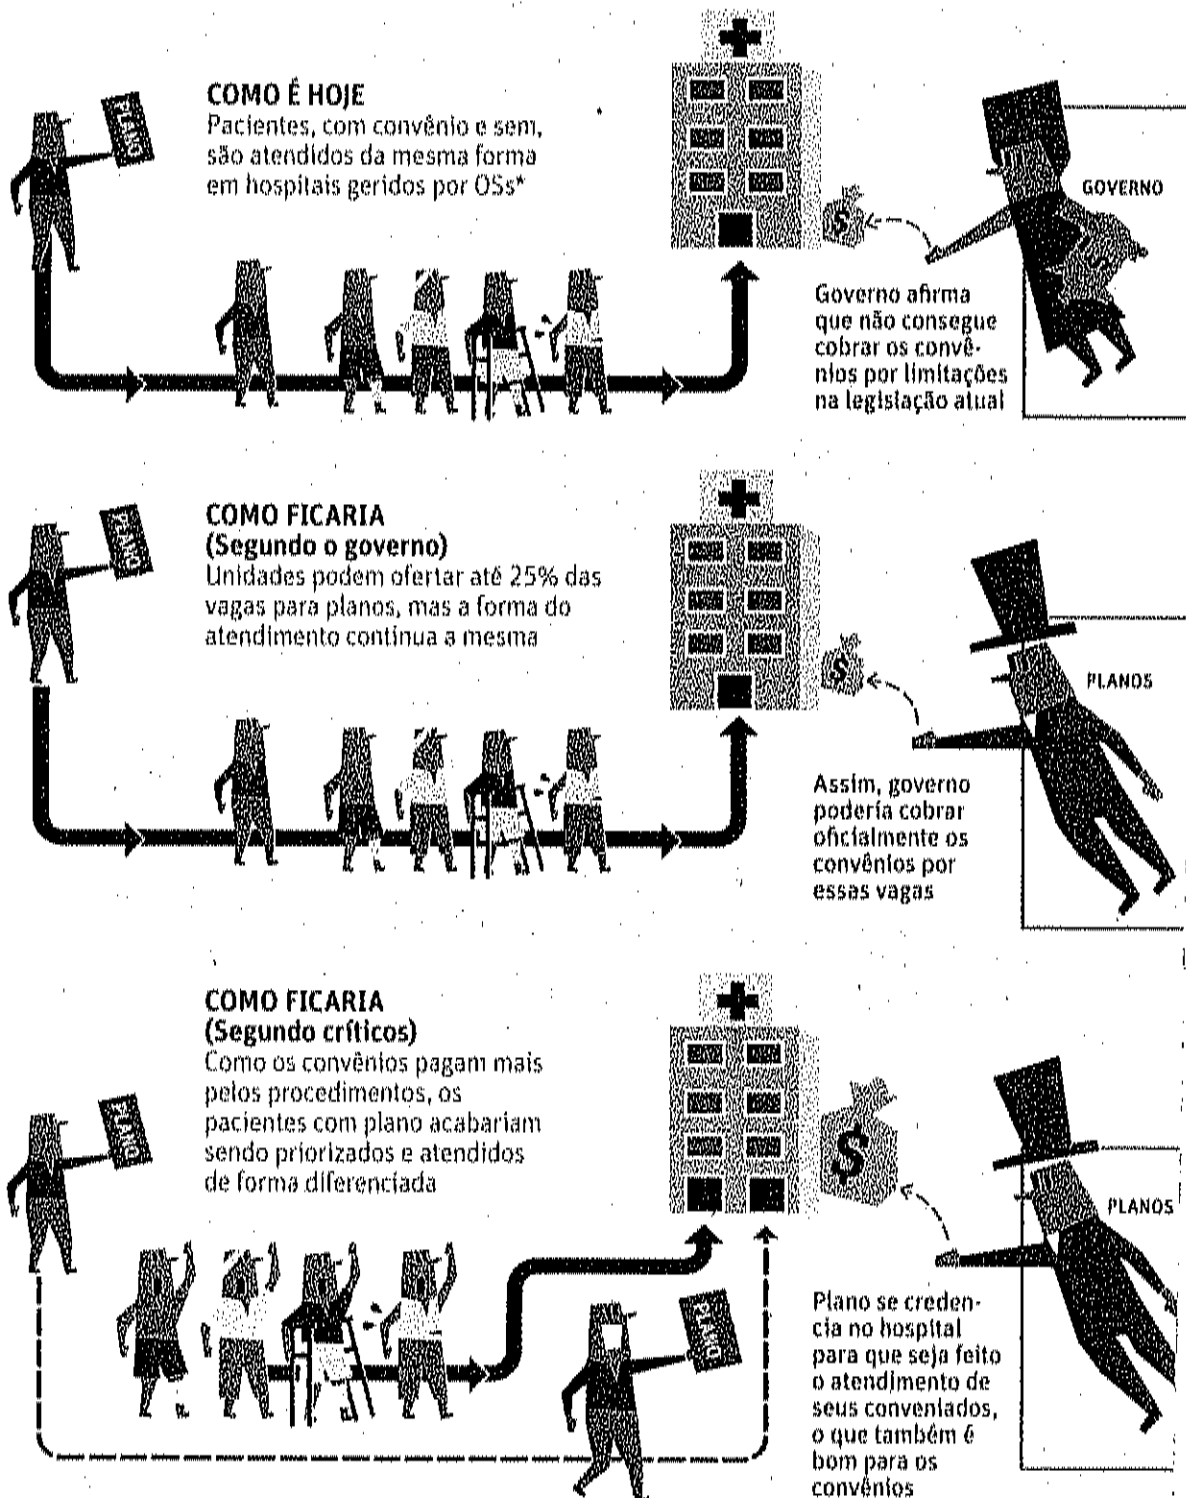 PLANO
COMO É HOJE
Pacientes, com convênio e sem,
são atendidos da mesma forma
em hospitais geridos por OSs*
$
GOVERNO
Governo afirma
que não consegue
cobrar os convê-
nios por limitações
na legislação atual
PLANO
COMO FICARIA
(Segundo o governo)
Unidades podem ofertar até 25% das
vagas para planos, mas a forma do
atendimento continua a mesma
$
PLANOS
Assim, governo
poderia cobrar
oficialmente os
convênios por
essas vagas
PLANO
COMO FICARIA
(Segundo críticos)
Como os convênios pagam mais
pelos procedimentos, os
pacientes com plano acabariam
sendo priorizados e atendidos
de forma diferenciada
$
PLANOS
PLANO
Plano se creden-
cia no hospital
para que seja feito
o atendimento de
seus conveniados,
o que também é
bom para os
convênios